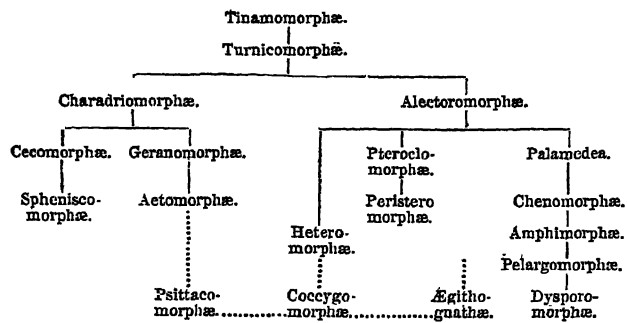 Tinamomorphæ.
Turnicomorphæ.
Charadriomorphæ. Alectoromorphæ.
Cecomorphæ. Geranomorphæ. Pteroclo-
morphæ. Palamedea.
Sphenisco-
morphæ. Aetomorphæ. Peristero
morphæ. Chenomorphæ.
Hetero-
morphæ. Amphimorphæ.
Pelargomorphæ.
Psittaco-
morphæ. Coccygo-
morphæ. Ægitho-
gnathæ. Dysporo-
morphæ.